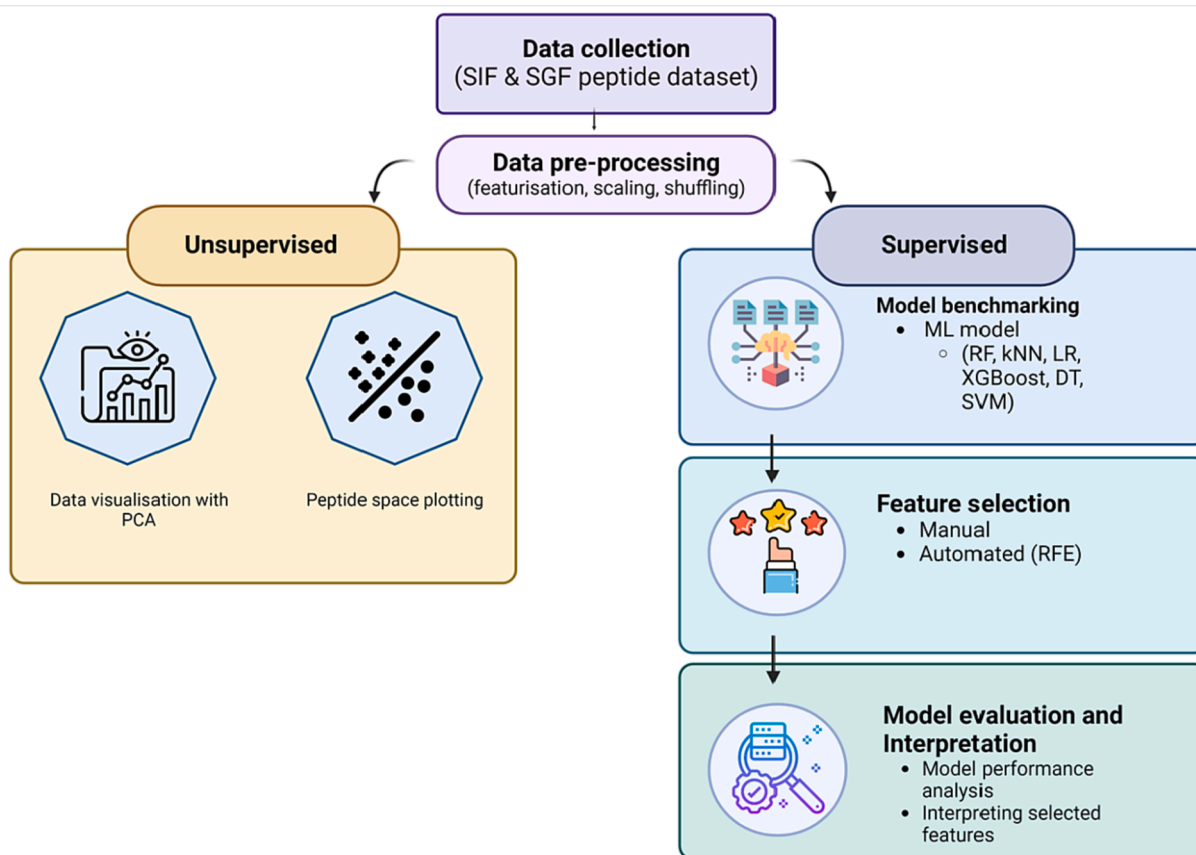 Data collection
(SIF & SGF peptide dataset)
Data pre-processing
(featurisation, scaling, shuffling)
Unsupervised
Data visualisation with
PCA
Peptide space plotting
Supervised
Model benchmarking
• ML model
○ (RF, kNN, LR,
XGBoost, DT,
SVM)
Feature selection
• Manual
• Automated (RFE)
Model evaluation and
Interpretation
• Model performance
analysis
• Interpreting selected
features